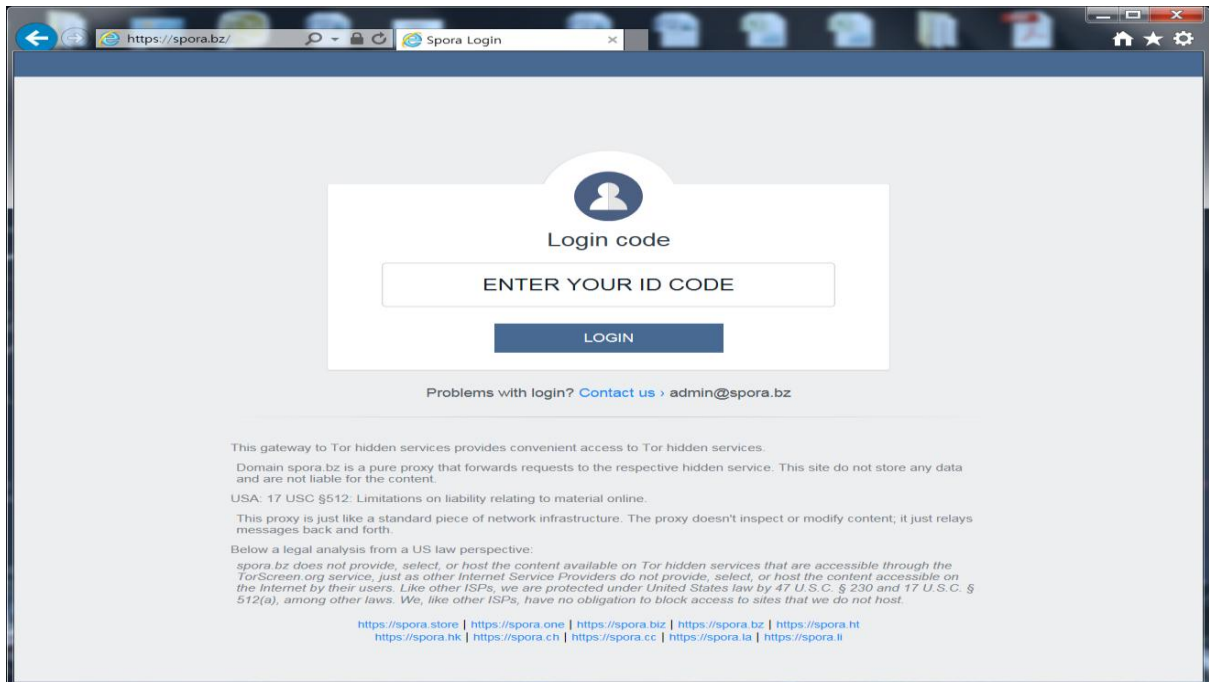 https://spora.bz/
Spora Login
Login code
ENTER YOUR ID CODE
LOGIN
Problems with login? Contact us › admin@spora.bz
This gateway to Tor hidden services provides convenient access to Tor hidden services.
Domain spora.bz is a pure proxy that forwards requests to the respective hidden service. This site do not store any data
and are not liable for the content.
USA: 17 USC §512: Limitations on liability relating to material online.
This proxy is just like a standard piece of network infrastructure. The proxy doesn't inspect or modify content; it just relays
messages back and forth.
Below a legal analysis from a US law perspective:
spora.bz does not provide, select, or host the content available on Tor hidden services that are accessible through the
TorScreen.org service, just as other Internet Service Providers do not provide, select, or host the content accessible on
the Internet by their users. Like other ISPs, we are protected under United States law by 47 U.S.C. § 230 and 17 U.S.C. §
512(a), among other laws. We, like other ISPs, have no obligation to block access to sites that we do not host.
https://spora.store | https://spora.one | https://spora.biz | https://spora.bz | https://spora.ht
https://spora.hk | https://spora.ch | https://spora.cc | https://spora.la | https://spora.li